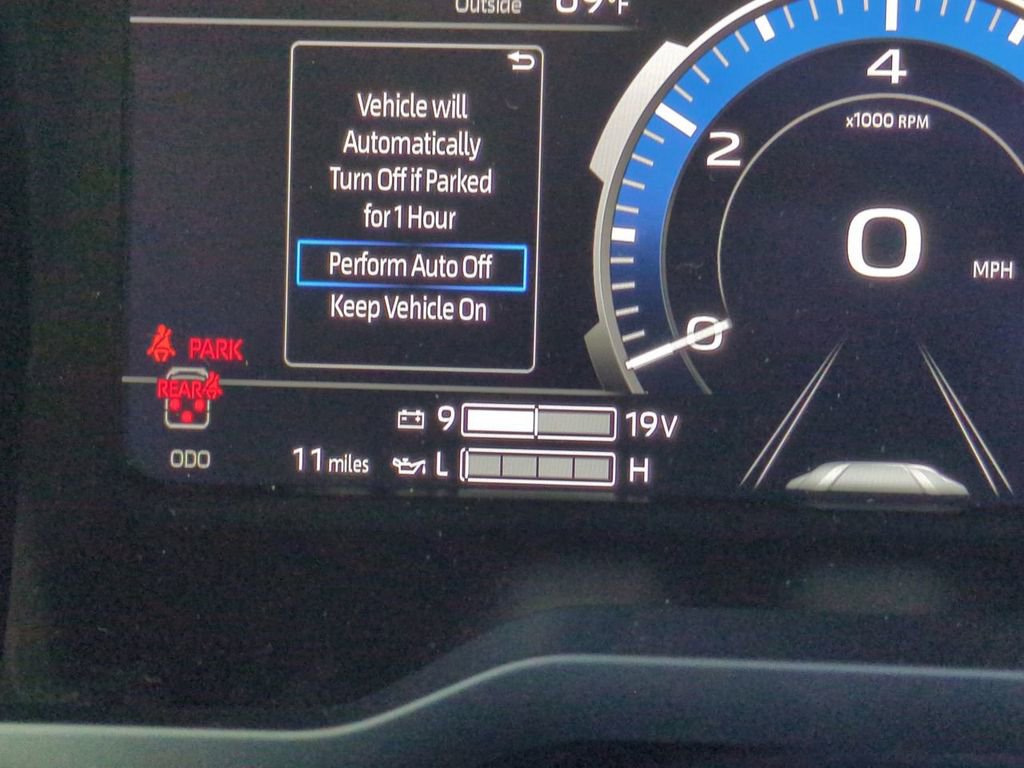 Outside
Vehicle will
Automatically
Turn Off if Parked
for 1 Hour
Perform Auto Off
Keep Vehicle On
4
x1000 RPM
2
0
MPH
0
PARK
REAR
9 19V
ODO 11 miles L H